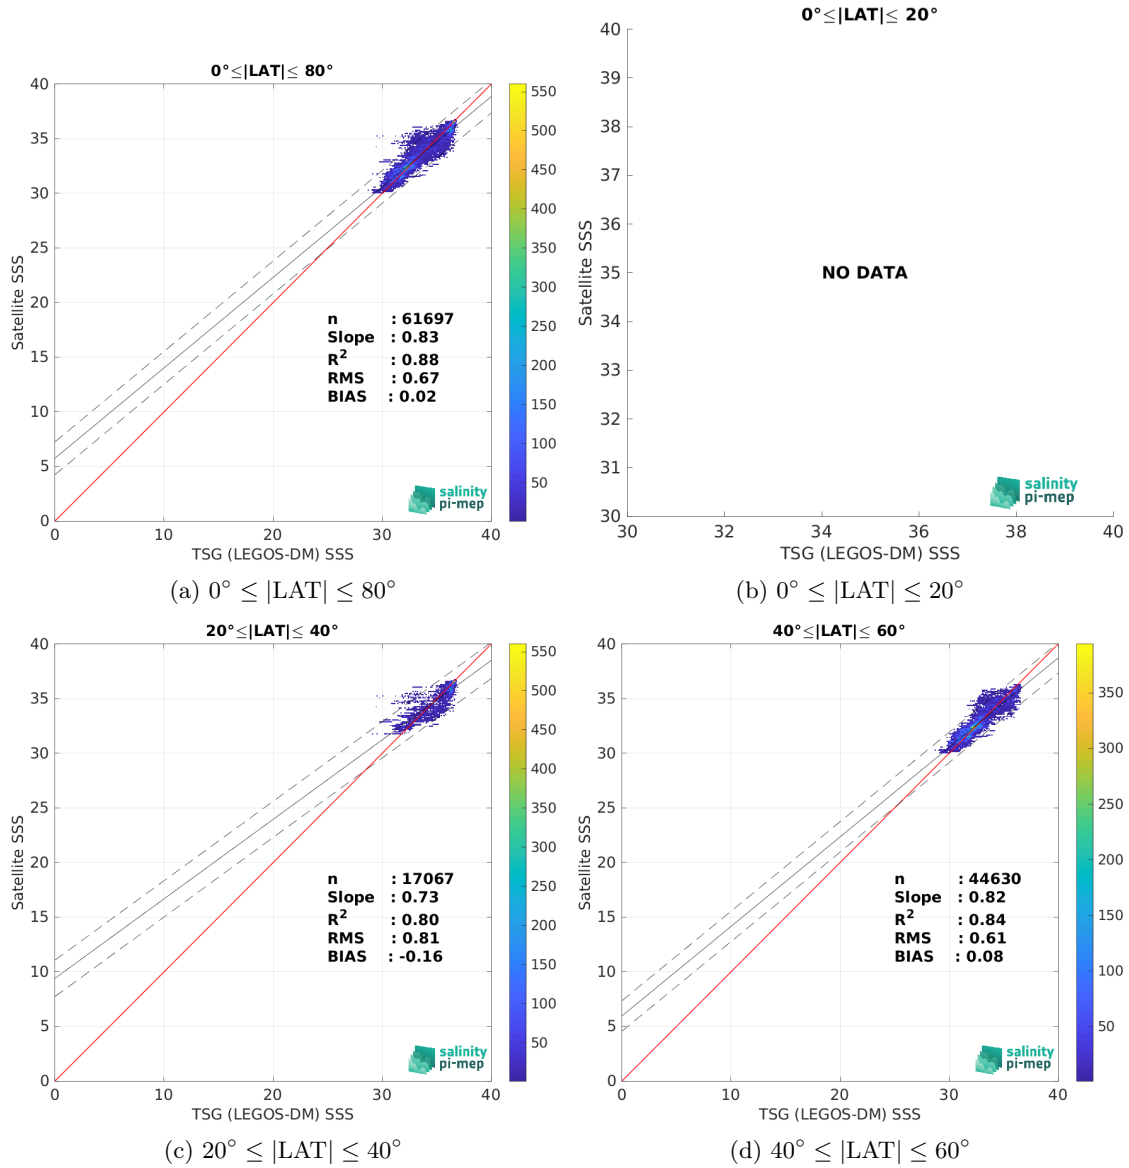 0°≤|LAT|≤ 80°
40
35
30
25
20
15
10
5
0
Satellite SSS
0
10
20
30
40
TSG (LEGOS-DM) SSS
n : 61697
Slope : 0.83
R² : 0.88
RMS : 0.67
BIAS : 0.02
550
500
450
400
350
300
250
200
150
100
50
salinity
pi-mep
(a) 0° ≤ |LAT| ≤ 80°
0°≤|LAT|≤ 20°
40
39
38
37
36
35
34
33
32
31
30
Satellite SSS
NO DATA
salinity
pi-mep
30
32
34
36
38
40
TSG (LEGOS-DM) SSS
(b) 0° ≤ |LAT| ≤ 20°
20°≤|LAT|≤ 40°
40
35
30
25
20
15
10
5
0
Satellite SSS
0
10
20
30
40
TSG (LEGOS-DM) SSS
n : 17067
Slope : 0.73
R² : 0.80
RMS : 0.81
BIAS : -0.16
550
500
450
400
350
300
250
200
150
100
50
salinity
pi-mep
(c) 20° ≤ |LAT| ≤ 40°
40°≤|LAT|≤ 60°
40
35
30
25
20
15
10
5
0
Satellite SSS
0
10
20
30
40
TSG (LEGOS-DM) SSS
n : 44630
Slope : 0.82
R² : 0.84
RMS : 0.61
BIAS : 0.08
350
300
250
200
150
100
50
salinity
pi-mep
(d) 40° ≤ |LAT| ≤ 60°